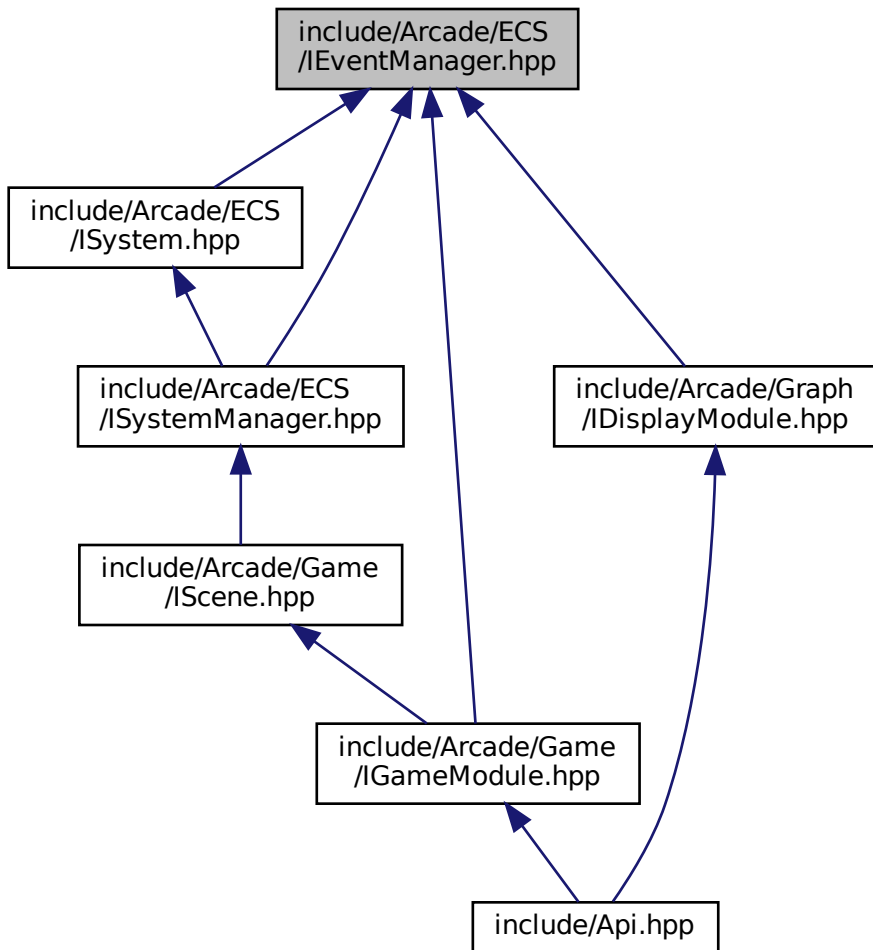 include/Arcade/ECS
/IEventManager.hpp
include/Arcade/ECS
/ISystem.hpp
include/Arcade/ECS
/ISystemManager.hpp
include/Arcade/Graph
/IDisplayModule.hpp
include/Arcade/Game
/IScene.hpp
include/Arcade/Game
/IGameModule.hpp
include/Api.hpp